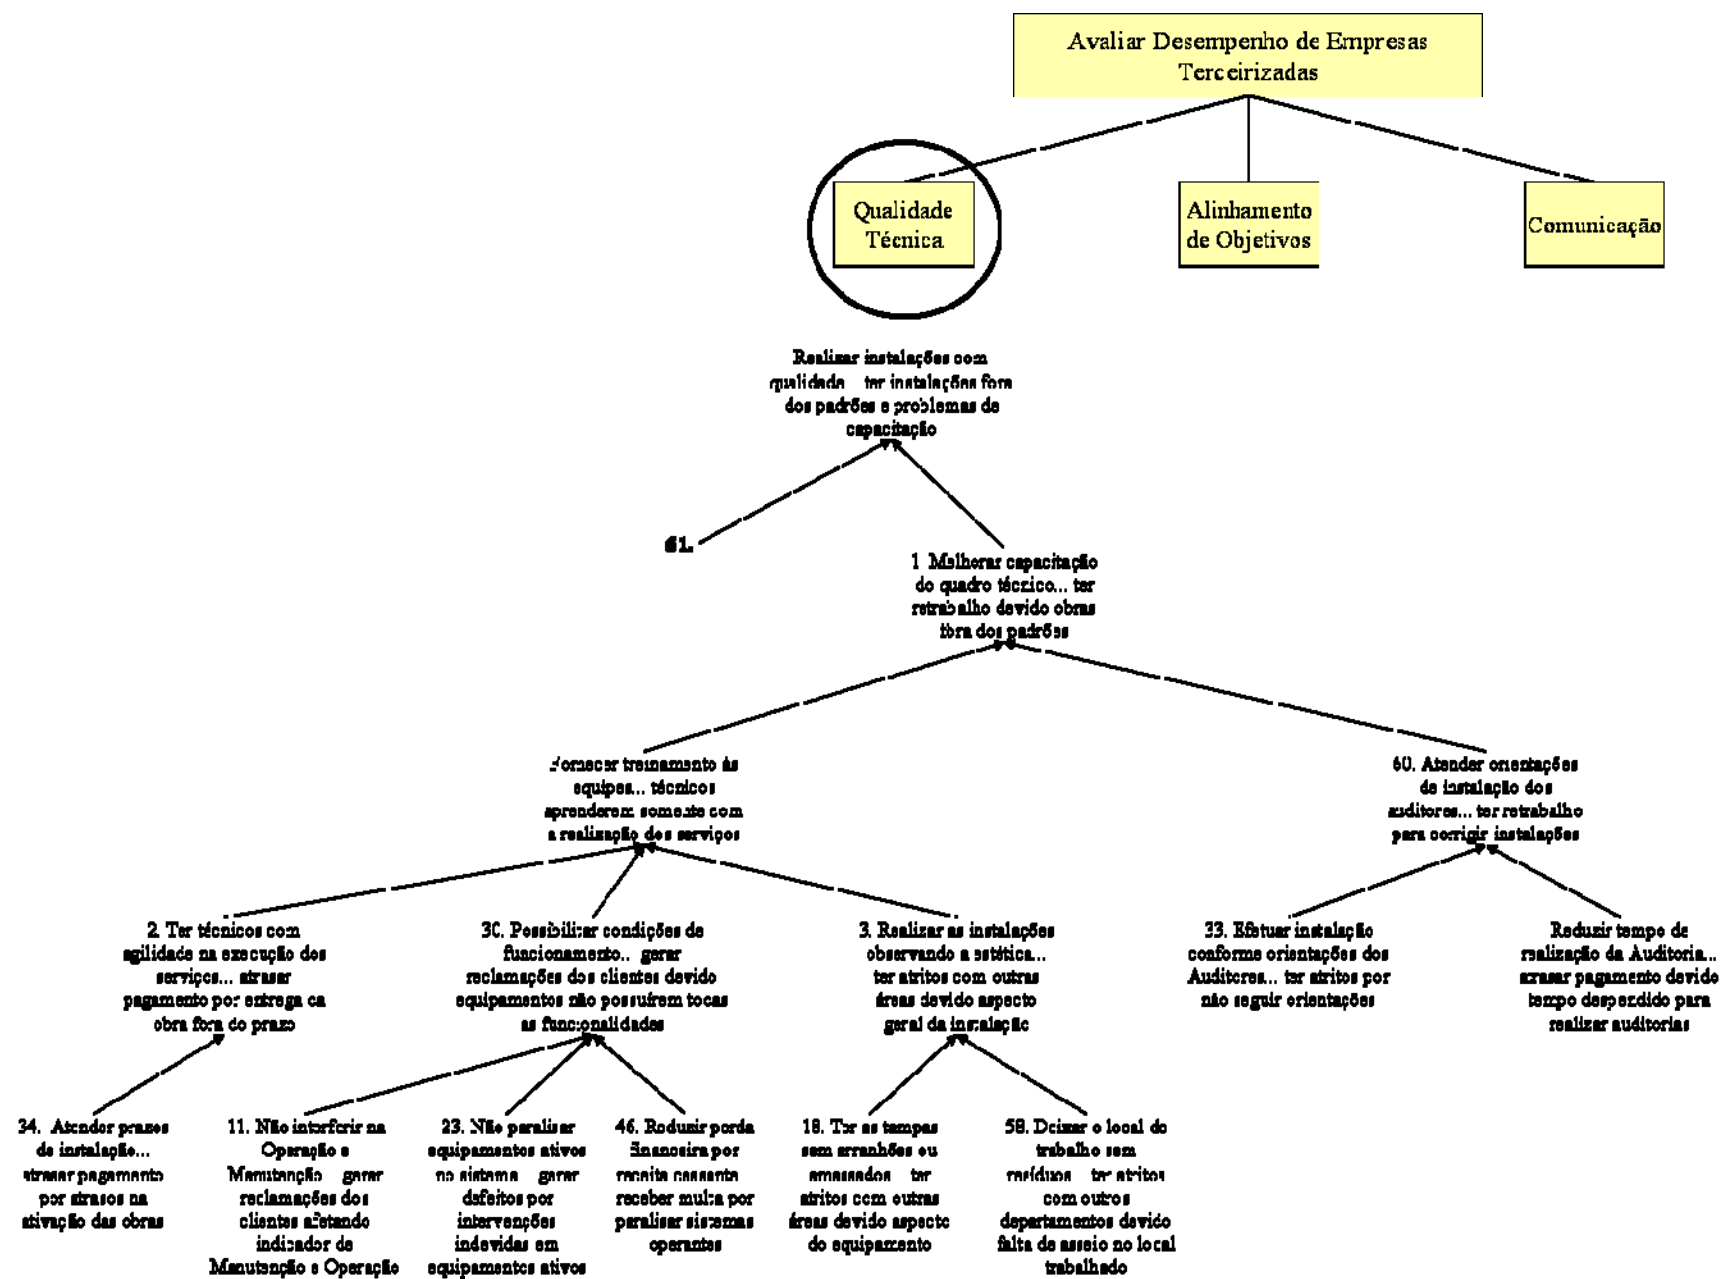 Avaliar Desempenho de Empresas
Terceirizadas
Qualidade
Técnica
Alinhamento
de Objetivos
Comunicação
Realizar instalações com
qualidade ter instalações fora
dos padrões e problemas de
capacitação
61.
1 Melhorar capacitação
do quadro técnico... ter
retrabalho devido obras
fora dos padrões
Fornecer treinamento às
equipes... técnicos
aprenderem somente com
a realização dos serviços
60. Atender orientações
de instalação dos
auditores... ter retrabalho
para corrigir instalações
2. Ter técnicos com
agilidade na execução dos
serviços... atrasar
pagamento por entrega da
obra fora do prazo
30. Possibilitar condições de
funcionamento... gerar
reclamações dos clientes devido
equipamentos não possuírem todas
as funcionalidades
3. Realizar as instalações
observando a estética...
ter atritos com outras
áreas devido aspecto
geral da instalação
33. Efetuar instalação
conforme orientações dos
Auditores... ter atritos por
não seguir orientações
Reduzir tempo de
realização da Auditoria...
atrasar pagamento devido
tempo despendido para
realizar auditorias
34. Atender prazos
de instalação...
atrasar pagamento
por atrasos na
ativação das obras
11. Não interferir na
Operação e
Manutenção gerar
reclamações dos
clientes afetando
indicador de
Manutenção e Operação
23. Não paralisar
equipamentos ativos
no sistema gerar
defeitos por
intervenções
indevidas em
equipamentos ativos
46. Reduzir perda
financeira por
receita cessante
receber multa por
paralisar sistemas
operantes
18. Ter as tampas
sem arranhões ou
amassados ter
atritos com outras
áreas devido aspecto
do equipamento
58. Deixar o local de
trabalho sem
resíduos ter atritos
com outros
departamentos devido
falta de asseio no local
trabalhado